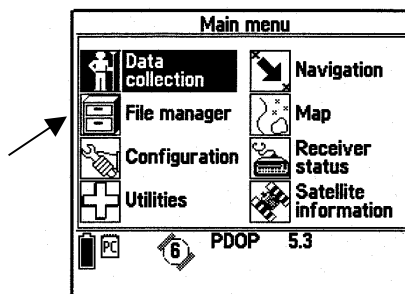 Main menu
Data
collection
Navigation
File manager
Map
Configuration
Receiver
status
Utilities
Satellite
information
PC
6
PDOP 5.3